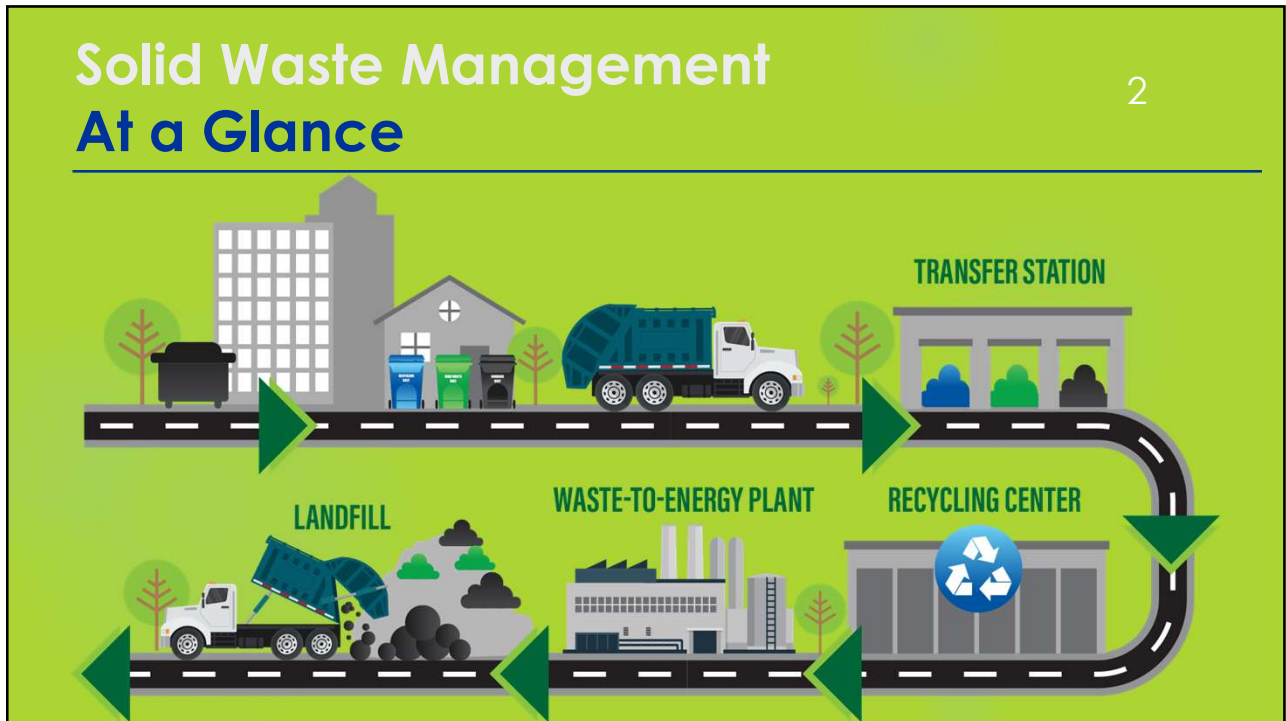 Solid Waste Management
At a Glance
2
TRANSFER STATION
LANDFILL
WASTE-TO-ENERGY PLANT
RECYCLING CENTER